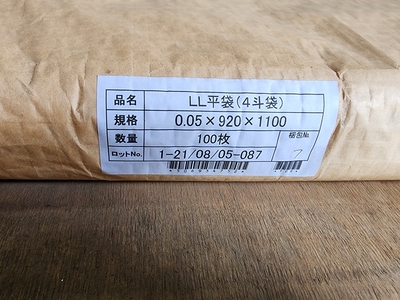 品名 LL平袋(4斗袋)
規格 0.05×920×1100
数量 100枚 梱包№
ロットNo. 1-21/08/05-087